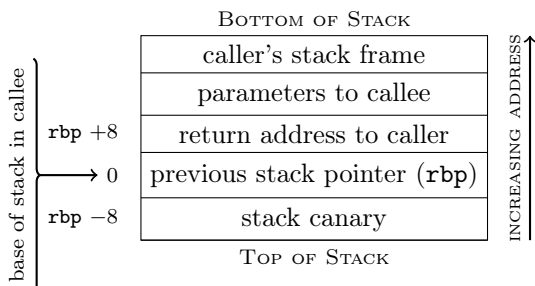 BOTTOM OF STACK
caller's stack frame
parameters to callee
rbp +8 return address to caller
0 previous stack pointer (rbp)
rbp −8 stack canary
TOP OF STACK
base of stack in callee
INCREASING ADDRESS